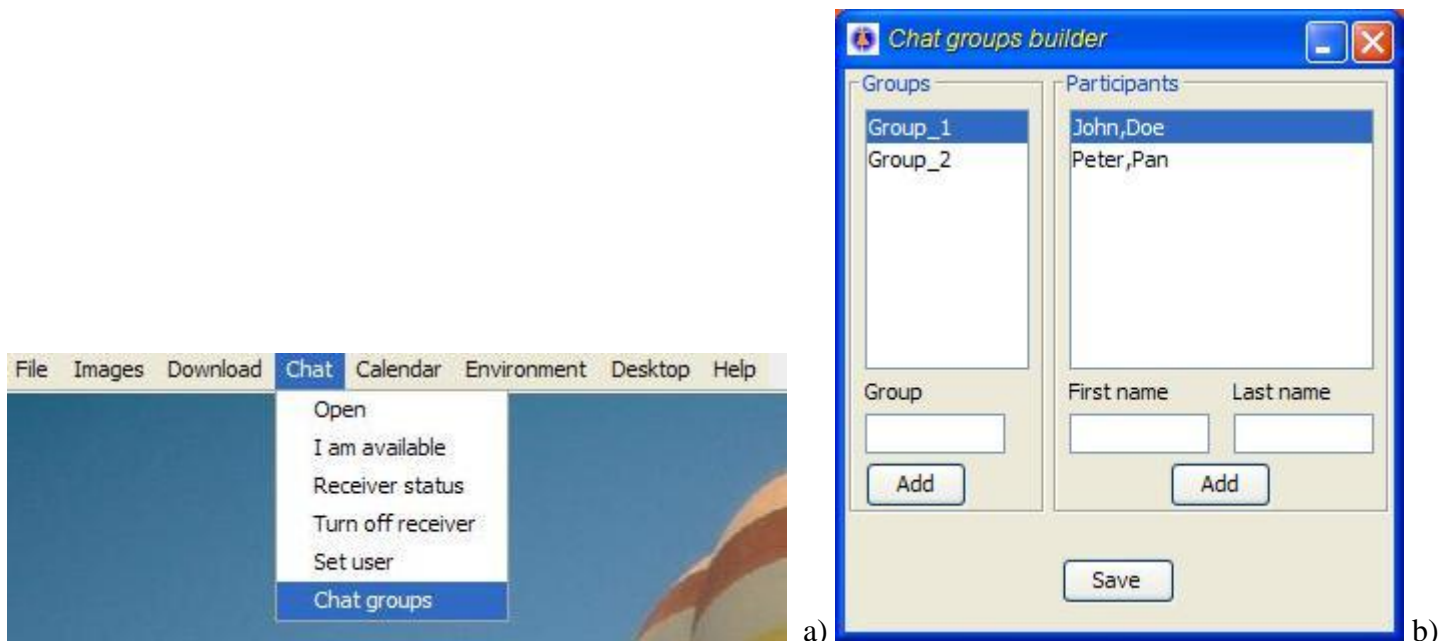 File Images Download Chat Calendar Environment Desktop Help
Open
I am available
Receiver status
Turn off receiver
Set user
Chat groups
a)
Chat groups builder
Groups Participants
Group_1 John,Doe
Group_2 Peter,Pan
Group First name Last name
Add Add
Save
b)